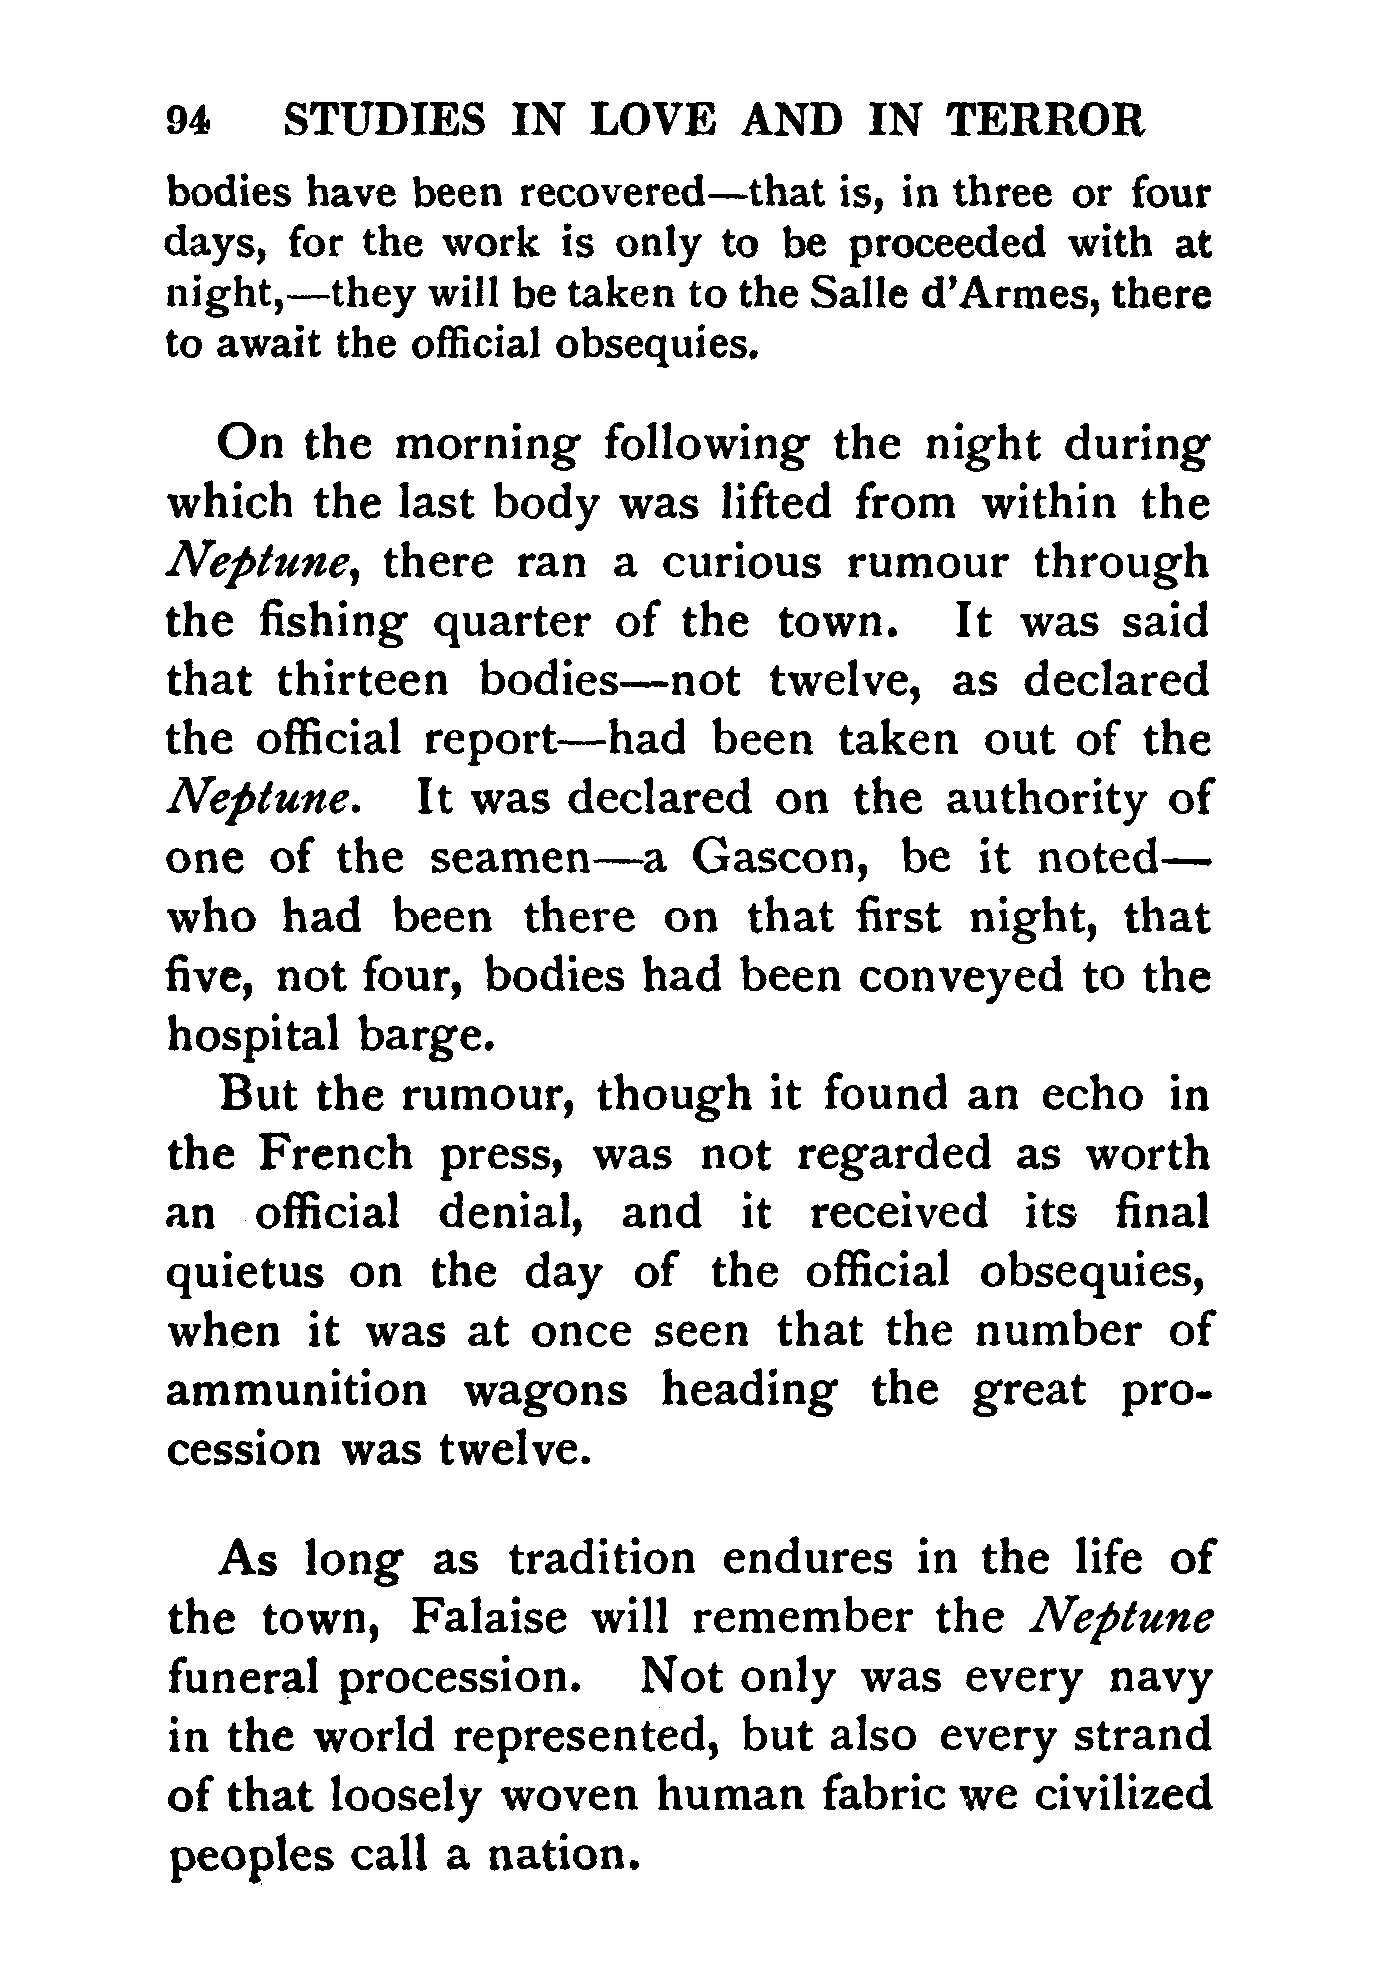 94 STUDIES IN LOVE AND IN TERROR
bodies have been recovered—that is, in three or four
days, for the work is only to be proceeded with at
night,—they will be taken to the Salle d'Armes, there
to await the official obsequies.
On the morning following the night during
which the last body was lifted from within the
Neptune, there ran a curious rumour through
the fishing quarter of the town. It was said
that thirteen bodies—not twelve, as declared
the official report—had been taken out of the
Neptune. It was declared on the authority of
one of the seamen—a Gascon, be it noted—
who had been there on that first night, that
five, not four, bodies had been conveyed to the
hospital barge.
But the rumour, though it found an echo in
the French press, was not regarded as worth
an official denial, and it received its final
quietus on the day of the official obsequies,
when it was at once seen that the number of
ammunition wagons heading the great pro-
cession was twelve.
As long as tradition endures in the life of
the town, Falaise will remember the Neptune
funeral procession. Not only was every navy
in the world represented, but also every strand
of that loosely woven human fabric we civilized
peoples call a nation.